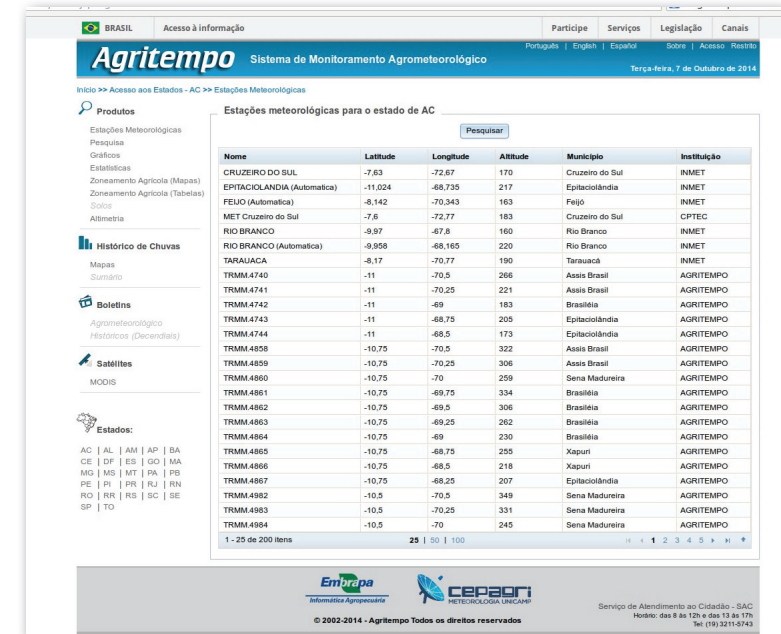 BRASIL Acesso à informação Participe Serviços Legislação Canais
Agritempo Sistema de Monitoramento Agrometeorológico
Português | English | Español Sobre | Acesso Restrito
Terça-feira, 7 de Outubro de 2014
Início >> Acesso aos Estados - AC >> Estações Meteorológicas
Produtos
Estações Meteorológicas
Pesquisa
Gráficos
Estatísticas
Zoneamento Agrícola (Mapas)
Zoneamento Agrícola (Tabelas)
Solos
Altimetria
Histórico de Chuvas
Mapas
Sumário
Boletins
Agrometeorológico
Históricos (Decendiais)
Satélites
MODIS
Estados:
AC | AL | AM | AP | BA
CE | DF | ES | GO | MA
MG | MS | MT | PA | PB
PE | PI | PR | RJ | RN
RO | RR | RS | SC | SE
SP | TO
Estações meteorológicas para o estado de AC
Pesquisar
Nome Latitude Longitude Altitude Município Instituição
CRUZEIRO DO SUL -7,63 -72,67 170 Cruzeiro do Sul INMET
EPITACIOLANDIA (Automatica) -11,024 -68,735 217 Epitaciolândia INMET
FEIJO (Automatica) -8,142 -70,343 163 Feijó INMET
MET Cruzeiro do Sul -7,6 -72,77 183 Cruzeiro do Sul CPTEC
RIO BRANCO -9,97 -67,8 160 Rio Branco INMET
RIO BRANCO (Automatica) -9,958 -68,165 220 Rio Branco INMET
TARAUACA -8,17 -70,77 190 Tarauacá INMET
TRMM.4740 -11 -70,5 266 Assis Brasil AGRITEMPO
TRMM.4741 -11 -70,25 221 Assis Brasil AGRITEMPO
TRMM.4742 -11 -69 183 Brasiléia AGRITEMPO
TRMM.4743 -11 -68,75 205 Epitaciolândia AGRITEMPO
TRMM.4744 -11 -68,5 173 Epitaciolândia AGRITEMPO
TRMM.4858 -10,75 -70,5 322 Assis Brasil AGRITEMPO
TRMM.4859 -10,75 -70,25 306 Assis Brasil AGRITEMPO
TRMM.4860 -10,75 -70 259 Sena Madureira AGRITEMPO
TRMM.4861 -10,75 -69,75 334 Brasiléia AGRITEMPO
TRMM.4862 -10,75 -69,5 306 Brasiléia AGRITEMPO
TRMM.4863 -10,75 -69,25 262 Brasiléia AGRITEMPO
TRMM.4864 -10,75 -69 230 Brasiléia AGRITEMPO
TRMM.4865 -10,75 -68,75 255 Xapuri AGRITEMPO
TRMM.4866 -10,75 -68,5 218 Xapuri AGRITEMPO
TRMM.4867 -10,75 -68,25 207 Epitaciolândia AGRITEMPO
TRMM.4982 -10,5 -70,5 349 Sena Madureira AGRITEMPO
TRMM.4983 -10,5 -70,25 331 Sena Madureira AGRITEMPO
TRMM.4984 -10,5 -70 245 Sena Madureira AGRITEMPO
1 - 25 de 200 itens 25 | 50 | 100 1 2 3 4 5
Embrapa
Informática Agropecuária
cepagri
METEOROLOGIA UNICAMP
© 2002-2014 - Agritempo Todos os direitos reservados
Serviço de Atendimento ao Cidadão - SAC
Horário: das 8 às 12h e das 13 às 17h
Tel: (19) 3211-5743